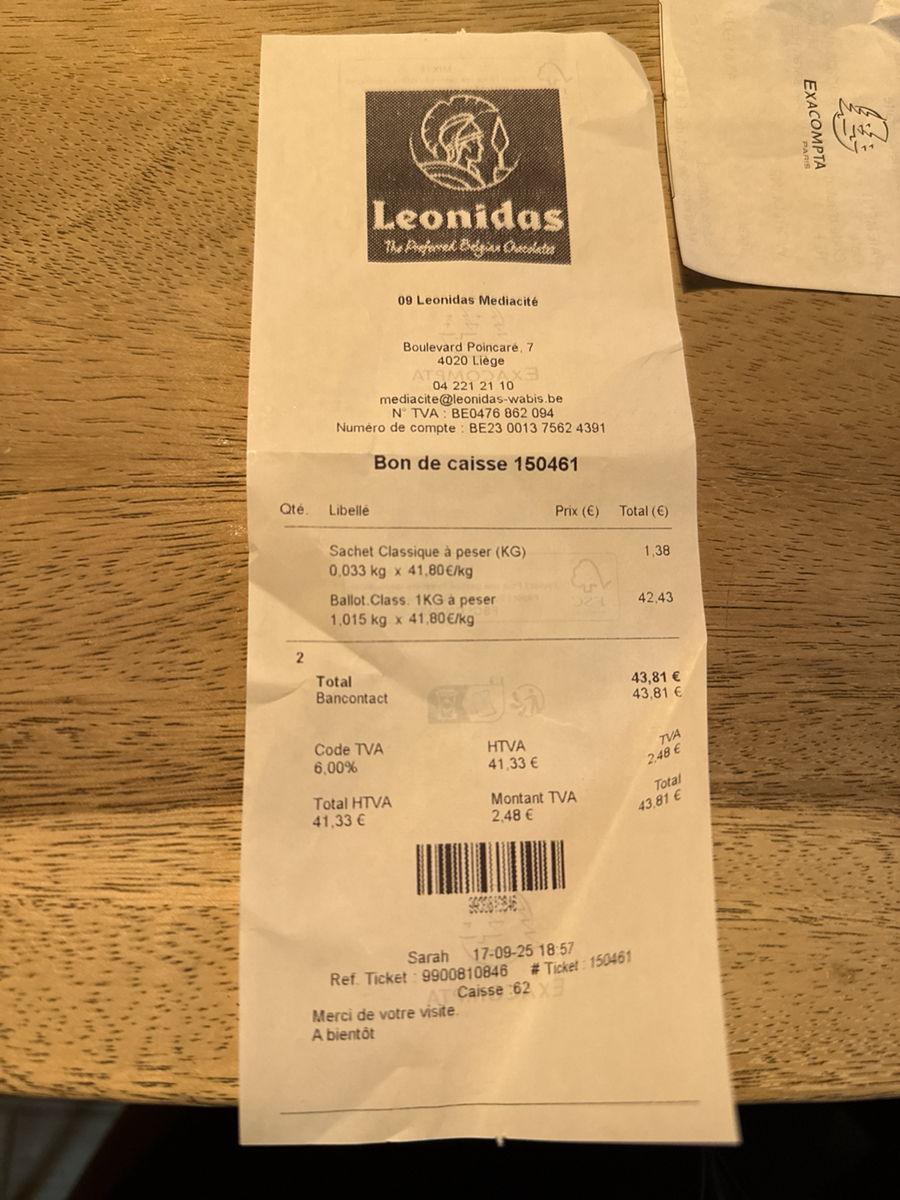 Leonidas
The Preferred Belgian Chocolates
09 Leonidas Mediacité
Boulevard Poincaré, 7
4020 Liège
04 221 21 10
mediacite@leonidas-wabis.be
N° TVA : BE0476 862 094
Numéro de compte : BE23 0013 7562 4391
Bon de caisse 150461
Qté. Libellé Prix (€) Total (€)
Sachet Classique à peser (KG) 1,38
0,033 kg x 41,80€/kg
Ballot.Class. 1KG à peser 42,43
1,015 kg x 41,80€/kg
2
Total 43,81 €
Bancontact 43,81 €
Code TVA HTVA TVA
6,00% 41,33 € 2,48 €
Total HTVA Montant TVA Total
41,33 € 2,48 € 43,81 €
Sarah 17-09-25 18:57
Ref. Ticket : 9900810846 # Ticket : 150461
Caisse :62
Merci de votre visite.
A bientôt
EXACOMPTA
PARIS